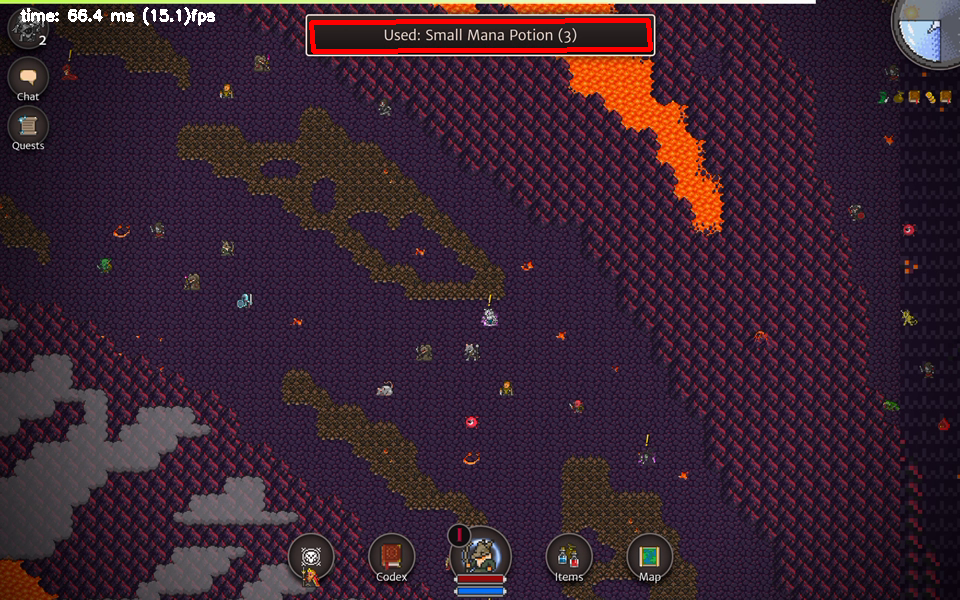 time: 66.4 ms (15.1)fps
Used: Small Mana Potion (3)
2
Chat
Quests
Codex
Items
Map